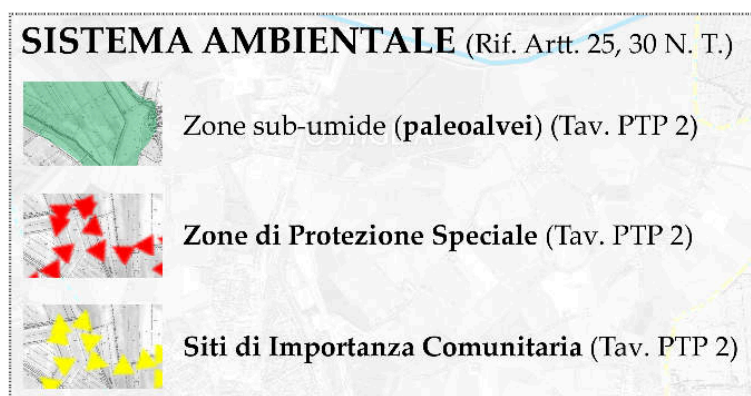 SISTEMA AMBIENTALE (Rif. Artt. 25, 30 N. T.)
Zone sub-umide (paleoalvei) (Tav. PTP 2)
Zone di Protezione Speciale (Tav. PTP 2)
Siti di Importanza Comunitaria (Tav. PTP 2)